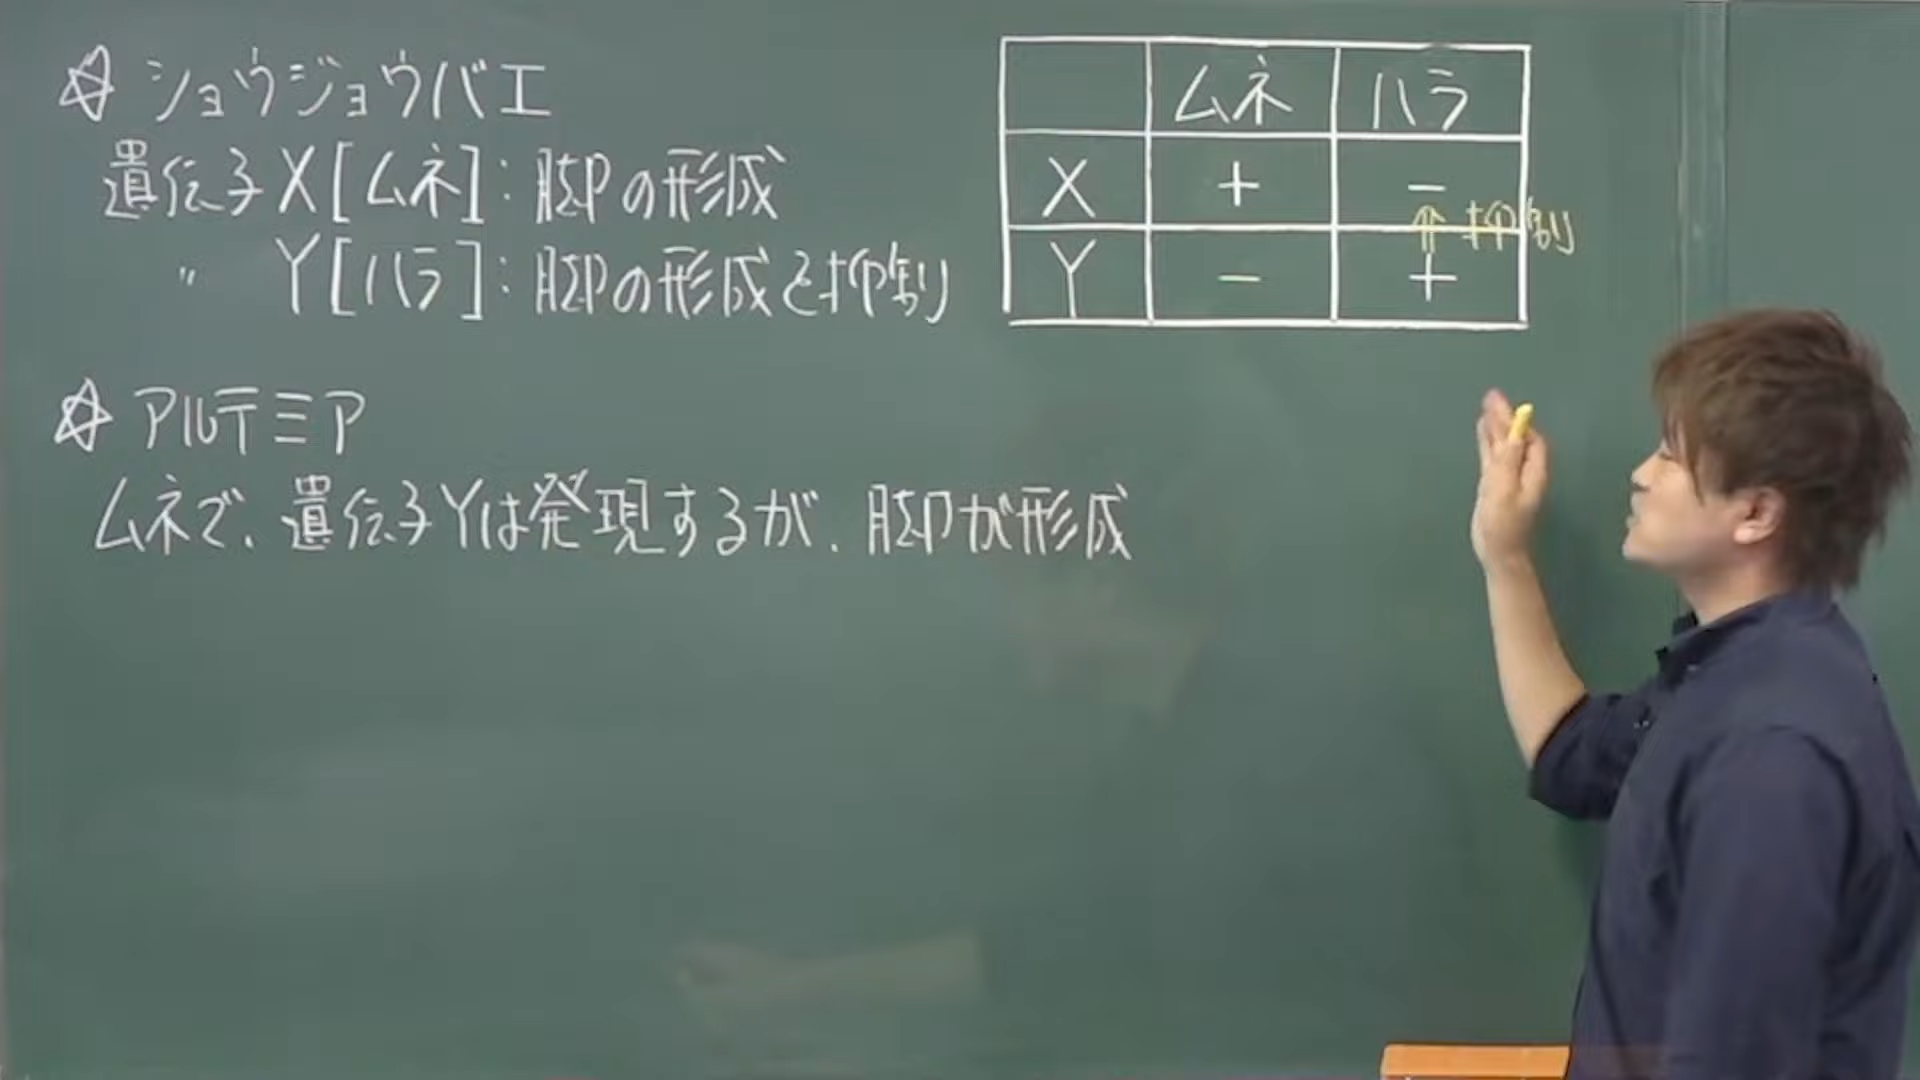 ☆ ショウジョウバエ
遺伝子X[ムネ]:脚の形成
〃 Y[ハラ]:脚の形成を抑制
ムネ ハラ
X + -
⇑ 抑制
Y - +
☆ アルテミア
ムネで、遺伝子Yは発現するが、脚が形成